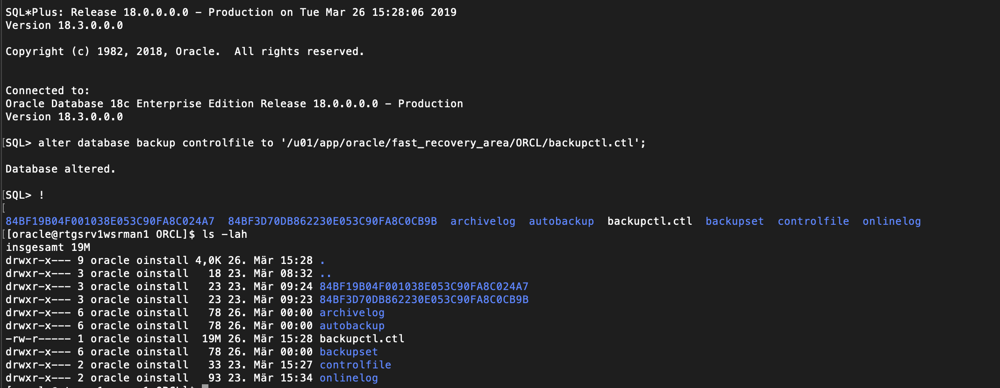 SQL*Plus: Release 18.0.0.0.0 - Production on Tue Mar 26 15:28:06 2019
Version 18.3.0.0.0
Copyright (c) 1982, 2018, Oracle.  All rights reserved.
Connected to:
Oracle Database 18c Enterprise Edition Release 18.0.0.0.0 - Production
Version 18.3.0.0.0
[SQL> alter database backup controlfile to '/u01/app/oracle/fast_recovery_area/ORCL/backupctl.ctl';
Database altered.
[SQL> !
[
84BF19B04F001038E053C90FA8C024A7  84BF3D70DB862230E053C90FA8C0CB9B  archivelog  autobackup  backupctl.ctl  backupset  controlfile  onlinelog
[[oracle@rtgsrv1wsrman1 ORCL]$ ls -lah
insgesamt 19M
drwxr-x--- 9 oracle oinstall 4,0K 26. Mär 15:28 .
drwxr-x--- 3 oracle oinstall   18 23. Mär 08:32 ..
drwxr-x--- 3 oracle oinstall   23 23. Mär 09:24 84BF19B04F001038E053C90FA8C024A7
drwxr-x--- 3 oracle oinstall   23 23. Mär 09:23 84BF3D70DB862230E053C90FA8C0CB9B
drwxr-x--- 6 oracle oinstall   78 26. Mär 00:00 archivelog
drwxr-x--- 6 oracle oinstall   78 26. Mär 00:00 autobackup
-rw-r----- 1 oracle oinstall  19M 26. Mär 15:28 backupctl.ctl
drwxr-x--- 6 oracle oinstall   78 26. Mär 00:00 backupset
drwxr-x--- 2 oracle oinstall   33 23. Mär 15:27 controlfile
drwxr-x--- 2 oracle oinstall   93 23. Mär 15:34 onlinelog